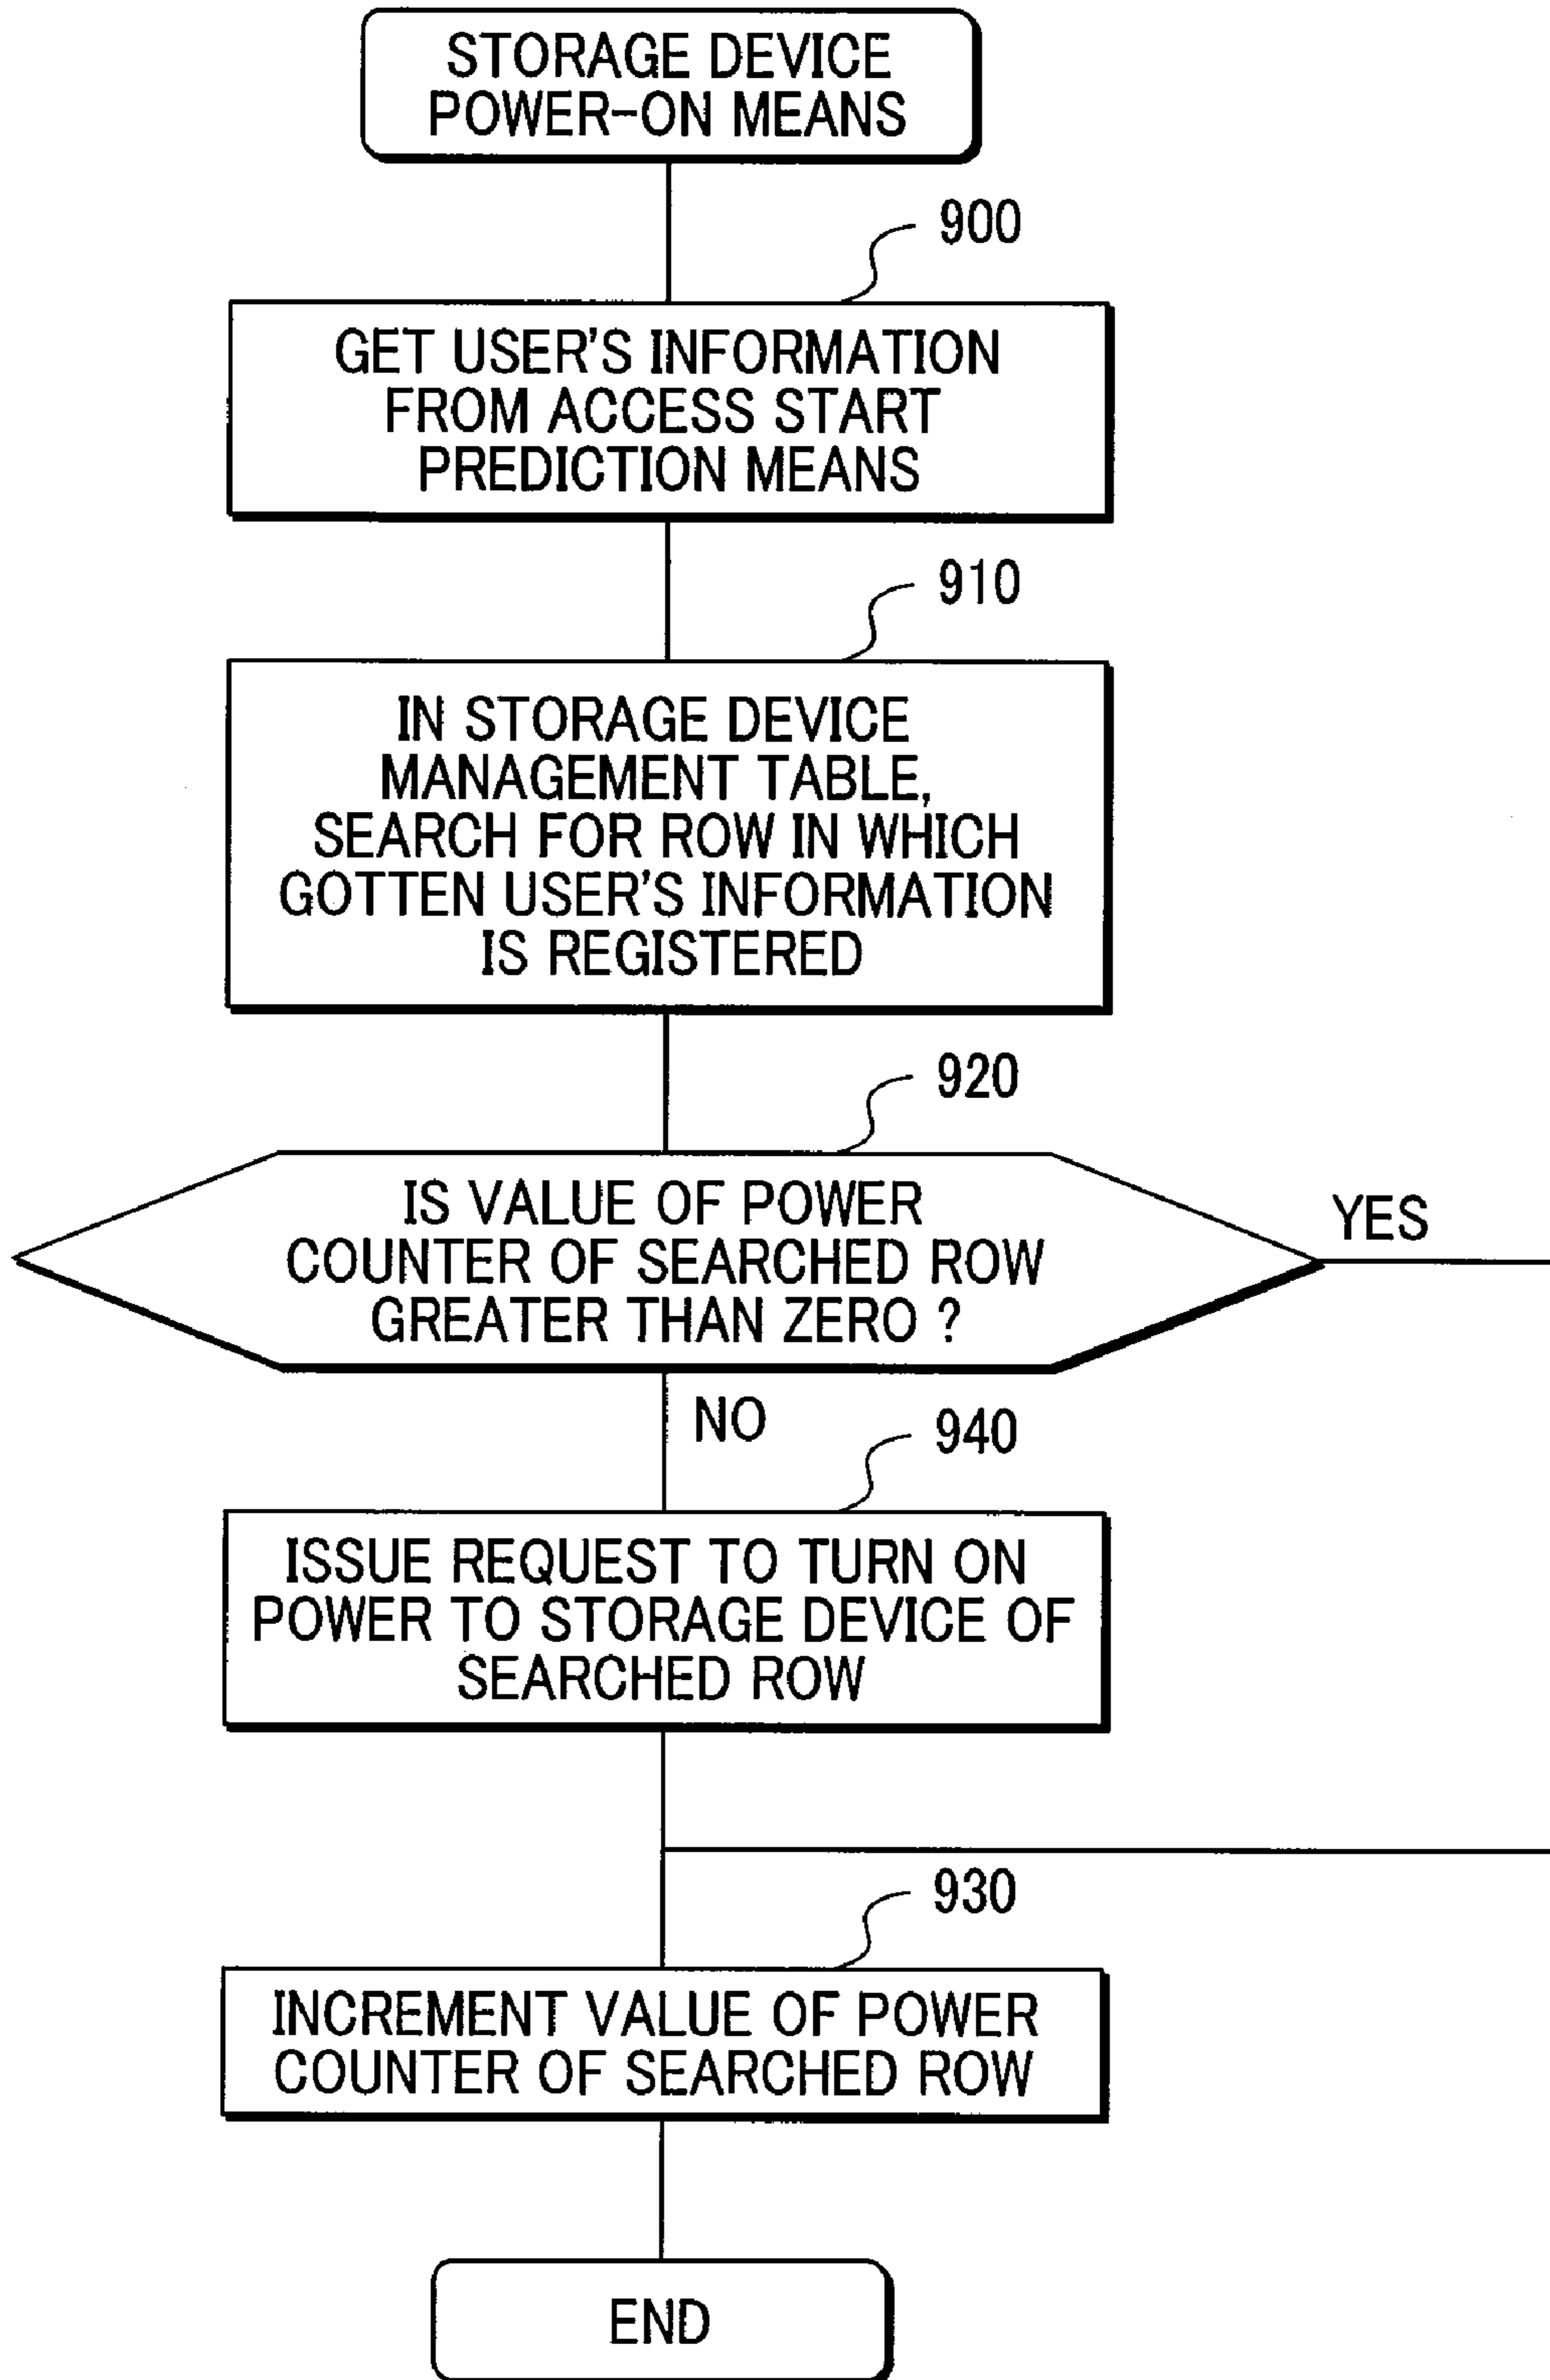 STORAGE DEVICE
POWER-ON MEANS
900
GET USER'S INFORMATION
FROM ACCESS START
PREDICTION MEANS
910
IN STORAGE DEVICE
MANAGEMENT TABLE,
SEARCH FOR ROW IN WHICH
GOTTEN USER'S INFORMATION
IS REGISTERED
920
IS VALUE OF POWER
COUNTER OF SEARCHED ROW
GREATER THAN ZERO ?
YES
NO
940
ISSUE REQUEST TO TURN ON
POWER TO STORAGE DEVICE OF
SEARCHED ROW
930
INCREMENT VALUE OF POWER
COUNTER OF SEARCHED ROW
END